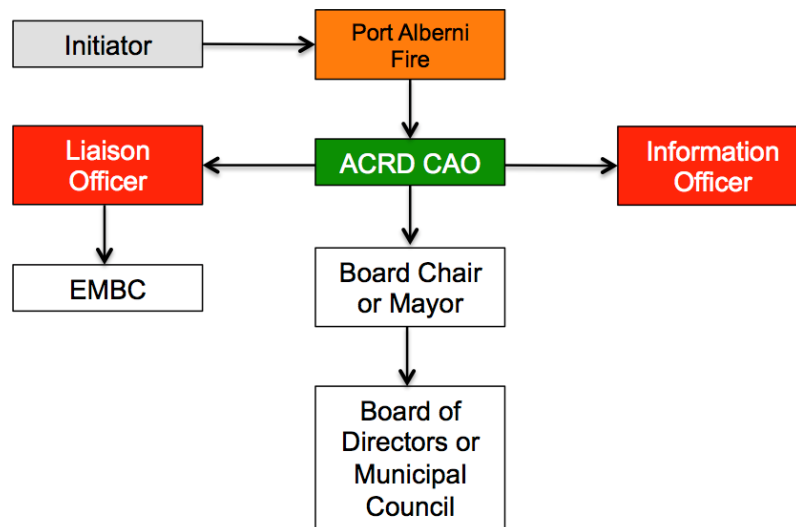 Initiator
Port Alberni
Fire
Liaison
Officer
ACRD CAO
Information
Officer
EMBC
Board Chair
or Mayor
Board of
Directors or
Municipal
Council